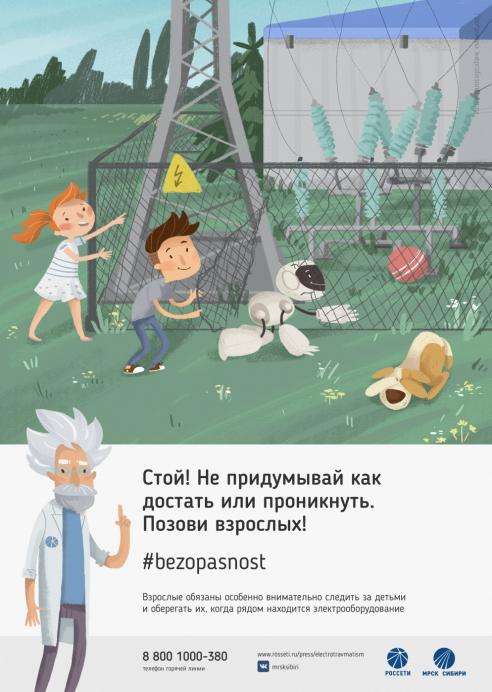 Стой! Не придумывай как
достать или проникнуть.
Позови взрослых!
#bezopasnost
Взрослые обязаны особенно внимательно следить за детьми
и оберегать их, когда рядом находится электрооборудование
8 800 1000-380
телефон горячей линии
www.rosseti.ru/press/electrotravmatism
mrsksibiri
РОССЕТИ
МРСК СИБИРИ